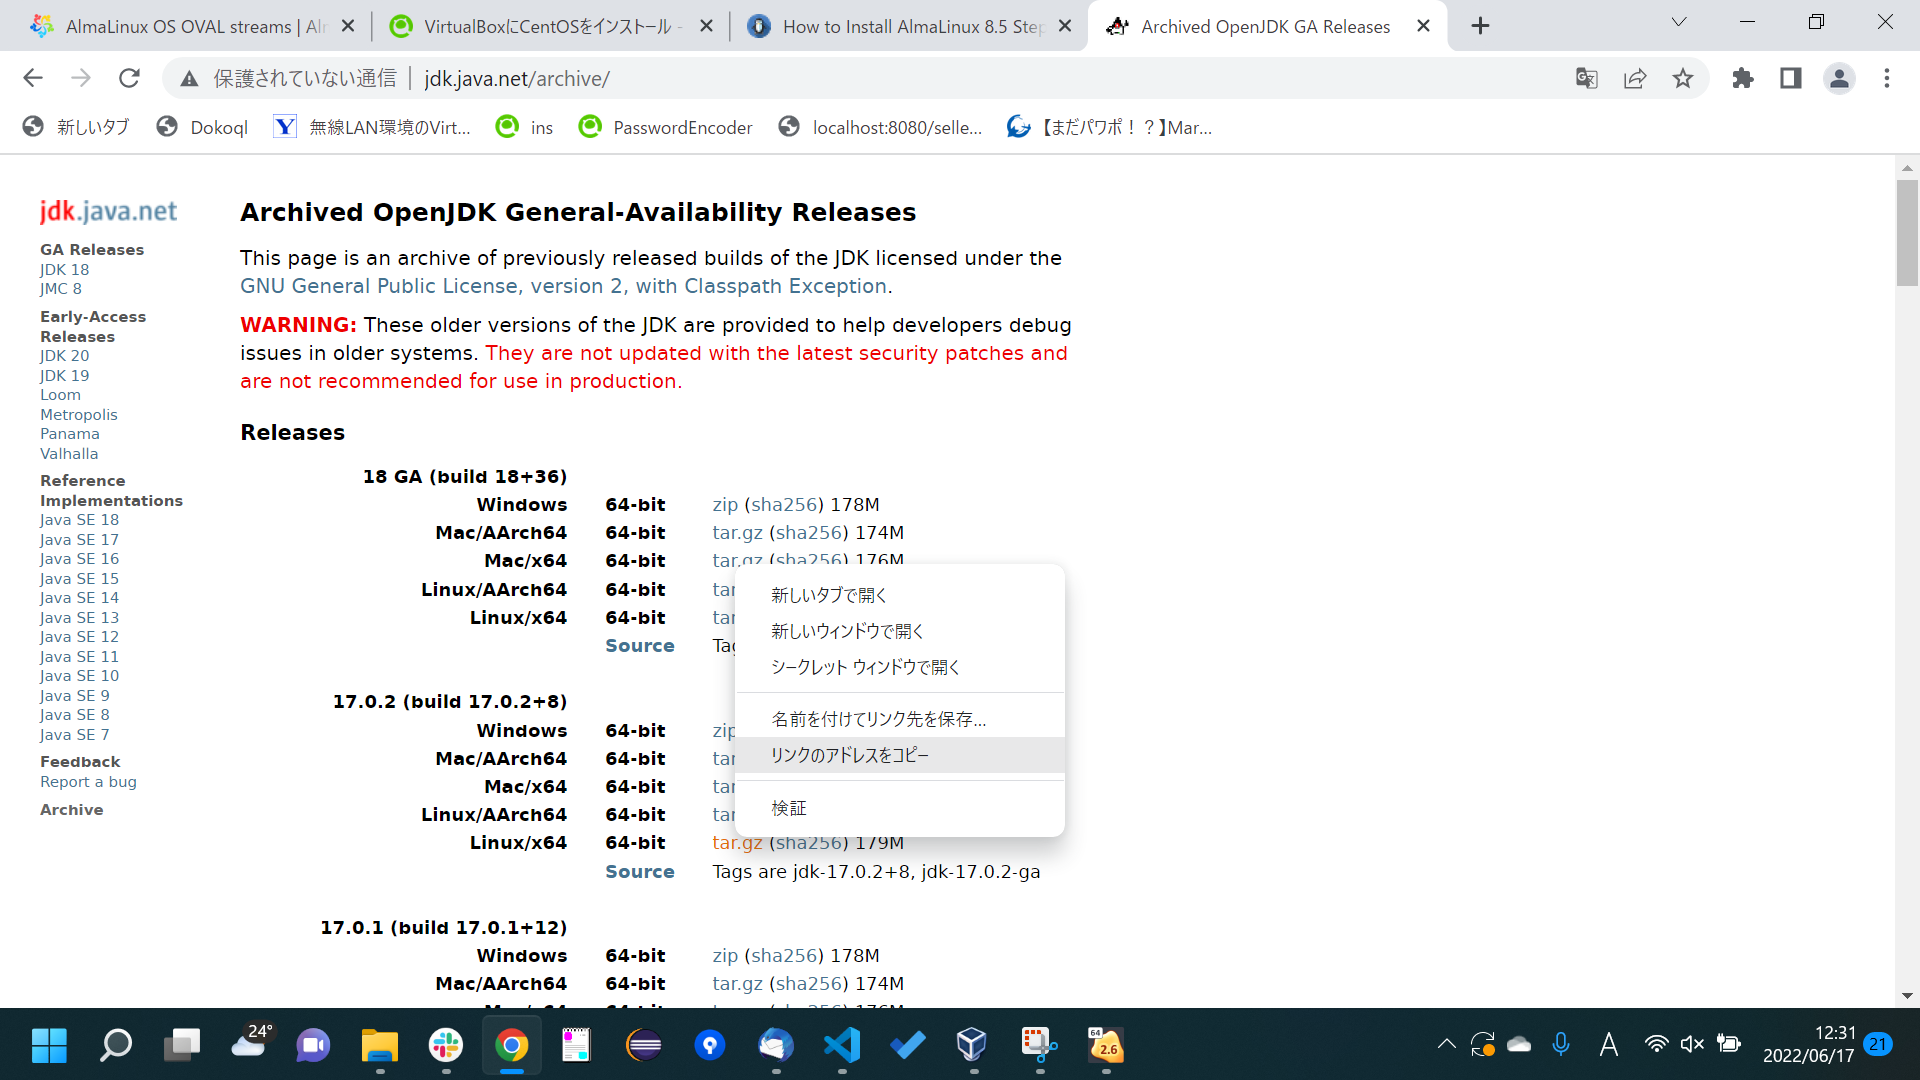 AlmaLinux OS OVAL streams | Alr
VirtualBoxにCentOSをインストール -
How to Install AlmaLinux 8.5 Step
Archived OpenJDK GA Releases
保護されていない通信
jdk.java.net/archive/
新しいタブ
Dokoql
無線LAN環境のVirt...
ins
PasswordEncoder
localhost:8080/selle...
【まだパワポ！？】Mar...
jdk.java.net
GA Releases
JDK 18
JMC 8
Early-Access
Releases
JDK 20
JDK 19
Loom
Metropolis
Panama
Valhalla
Reference
Implementations
Java SE 18
Java SE 17
Java SE 16
Java SE 15
Java SE 14
Java SE 13
Java SE 12
Java SE 11
Java SE 10
Java SE 9
Java SE 8
Java SE 7
Feedback
Report a bug
Archive
Archived OpenJDK General-Availability Releases
This page is an archive of previously released builds of the JDK licensed under the
GNU General Public License, version 2, with Classpath Exception.
WARNING: These older versions of the JDK are provided to help developers debug
issues in older systems. They are not updated with the latest security patches and
are not recommended for use in production.
Releases
18 GA (build 18+36)
Windows 64-bit zip (sha256) 178M
Mac/AArch64 64-bit tar.gz (sha256) 174M
Mac/x64 64-bit tar.gz (sha256) 176M
Linux/AArch64 64-bit tar
Linux/x64 64-bit tar
Source Tag
17.0.2 (build 17.0.2+8)
Windows 64-bit zip
Mac/AArch64 64-bit tar
Mac/x64 64-bit tar
Linux/AArch64 64-bit tar
Linux/x64 64-bit tar.gz (sha256) 179M
Source Tags are jdk-17.0.2+8, jdk-17.0.2-ga
17.0.1 (build 17.0.1+12)
Windows 64-bit zip (sha256) 178M
Mac/AArch64 64-bit tar.gz (sha256) 174M
新しいタブで開く
新しいウィンドウで開く
シークレット ウィンドウで開く
名前を付けてリンク先を保存...
リンクのアドレスをコピー
検証
24°
64
2.6
A
12:31
2022/06/17
21